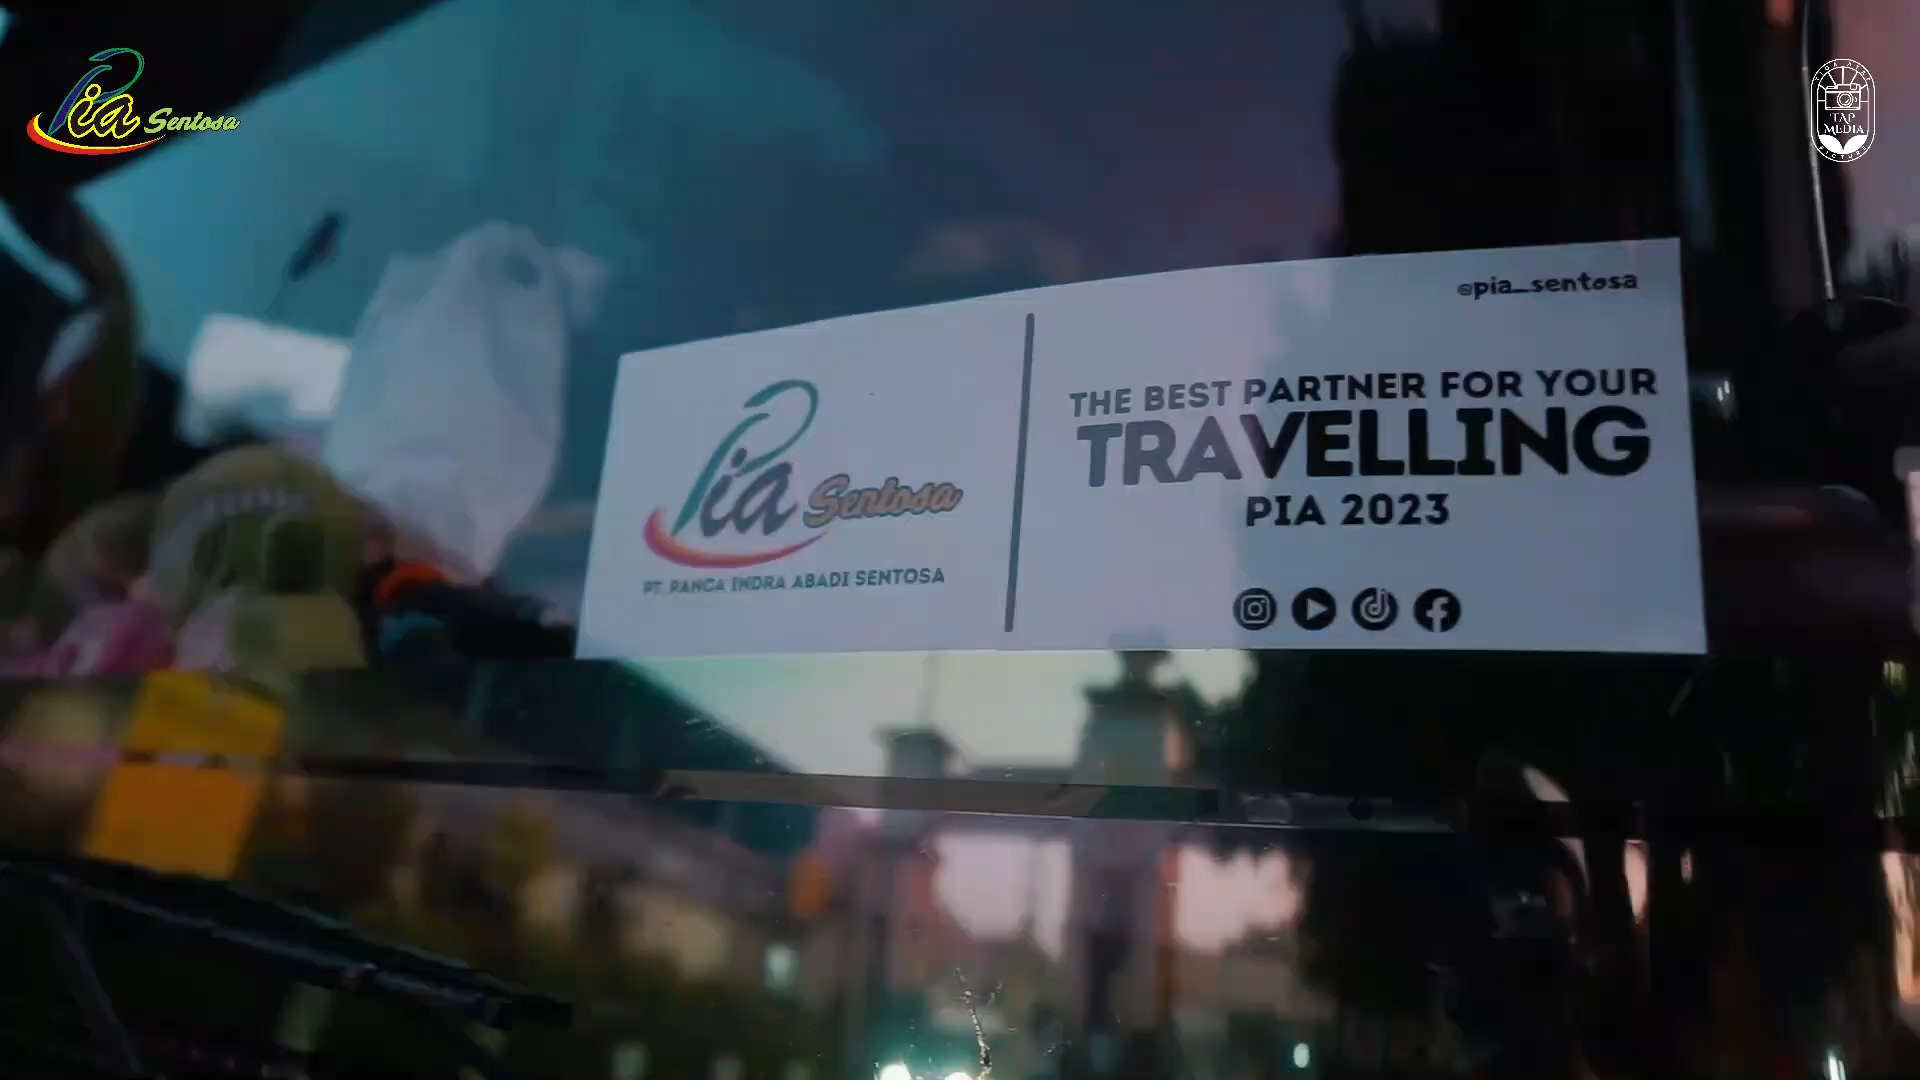 Pia Sentosa
TAP
MEDIA
PICTURE
@pia_sentosa
THE BEST PARTNER FOR YOUR
TRAVELLING
PIA 2023
Pia Sentosa
PT. PANCA INDRA ABADI SENTOSA